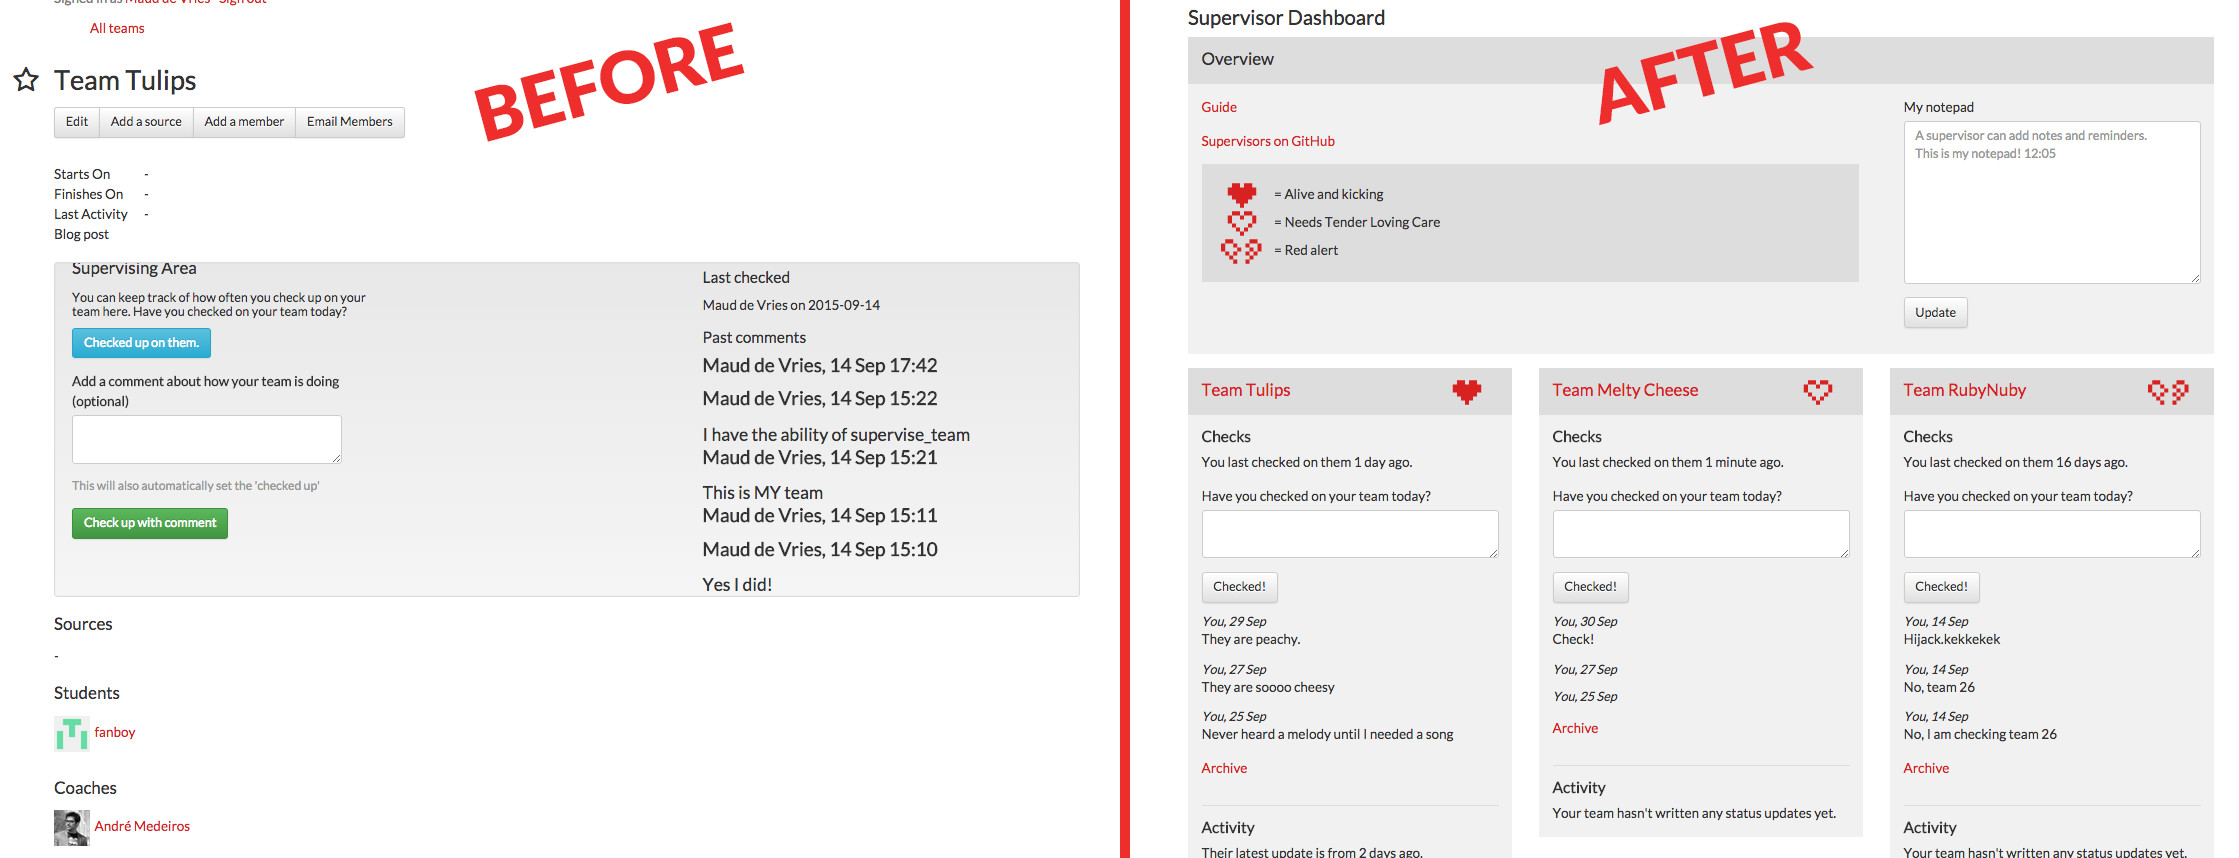 Signed in as Maud de Vries · Sign out
All teams
BEFORE
Team Tulips
Edit
Add a source
Add a member
Email Members
Starts On -
Finishes On -
Last Activity -
Blog post
Supervising Area
You can keep track of how often you check up on your
team here. Have you checked on your team today?
Checked up on them.
Add a comment about how your team is doing
(optional)
This will also automatically set the 'checked up'
Check up with comment
Last checked
Maud de Vries on 2015-09-14
Past comments
Maud de Vries, 14 Sep 17:42
Maud de Vries, 14 Sep 15:22
I have the ability of supervise_team
Maud de Vries, 14 Sep 15:21
This is MY team
Maud de Vries, 14 Sep 15:11
Maud de Vries, 14 Sep 15:10
Yes I did!
Sources
-
Students
fanboy
Coaches
André Medeiros
Supervisor Dashboard
AFTER
Overview
Guide
Supervisors on GitHub
= Alive and kicking
= Needs Tender Loving Care
= Red alert
My notepad
A supervisor can add notes and reminders.
This is my notepad! 12:05
Update
Team Tulips
Checks
You last checked on them 1 day ago.
Have you checked on your team today?
Checked!
You, 29 Sep
They are peachy.
You, 27 Sep
They are soooo cheesy
You, 25 Sep
Never heard a melody until I needed a song
Archive
Activity
Their latest update is from 2 days ago.
Team Melty Cheese
Checks
You last checked on them 1 minute ago.
Have you checked on your team today?
Checked!
You, 30 Sep
Check!
You, 27 Sep
You, 25 Sep
Archive
Activity
Your team hasn't written any status updates yet.
Team RubyNuby
Checks
You last checked on them 16 days ago.
Have you checked on your team today?
Checked!
You, 14 Sep
Hijack.kekkekek
You, 14 Sep
No, team 26
You, 14 Sep
No, I am checking team 26
Archive
Activity
Your team hasn't written any status updates yet.